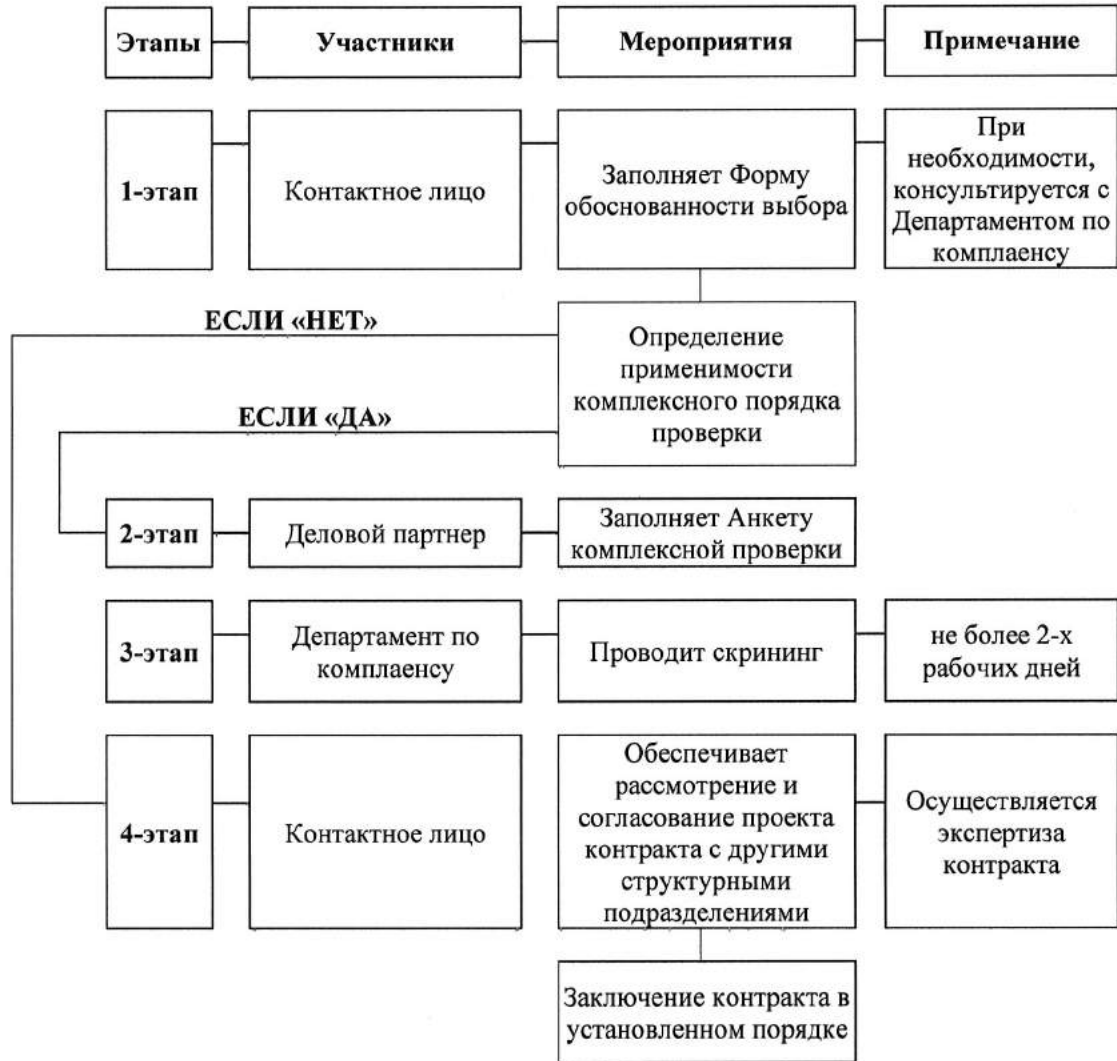 Этапы
Участники
Мероприятия
Примечание
1-этап
Контактное лицо
Заполняет Форму
обоснованности выбора
При
необходимости,
консультируется с
Департаментом по
комплаенсу
ЕСЛИ «НЕТ»
Определение
применимости
комплексного порядка
проверки
ЕСЛИ «ДА»
2-этап
Деловой партнер
Заполняет Анкету
комплексной проверки
3-этап
Департамент по
комплаенсу
Проводит скрининг
не более 2-х
рабочих дней
4-этап
Контактное лицо
Обеспечивает
рассмотрение и
согласование проекта
контракта с другими
структурными
подразделениями
Осуществляется
экспертиза
контракта
Заключение контракта в
установленном порядке